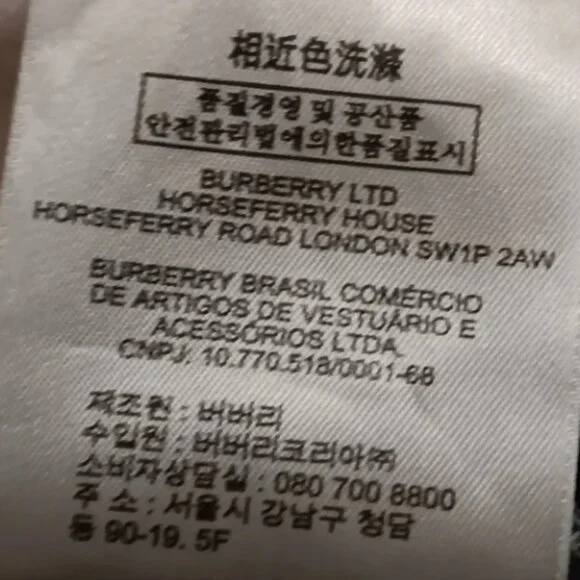 相近色洗滌
품질경영 및 공산품
안전관리법에의한품질표시
BURBERRY LTD
HORSEFERRY HOUSE
HORSEFERRY ROAD LONDON SW1P 2AW
BURBERRY BRASIL COMÉRCIO
DE ARTIGOS DE VESTUÁRIO E
ACESSÓRIOS LTDA
CNPJ: 10.770.518/0001-68
제조원 : 버버리
수입원 : 버버리코리아㈜
소비자상담실 : 080 700 8800
주 소 : 서울시 강남구 청담
동 90-19. 5F